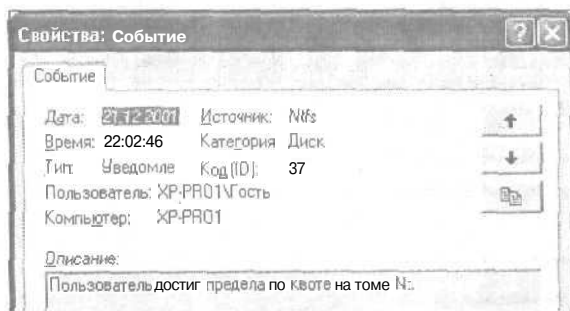 Свойства: Событие
Событие
Дата: 21.12.2001 Источник: Ntfs
Время: 22:02:46 Категория Диск
Тип: Уведомле Код (ID): 37
Пользователь: XP-PRO1\Гость
Компьютер: XP-PRO1
Описание:
Пользователь достиг предела по квоте на томе N:.